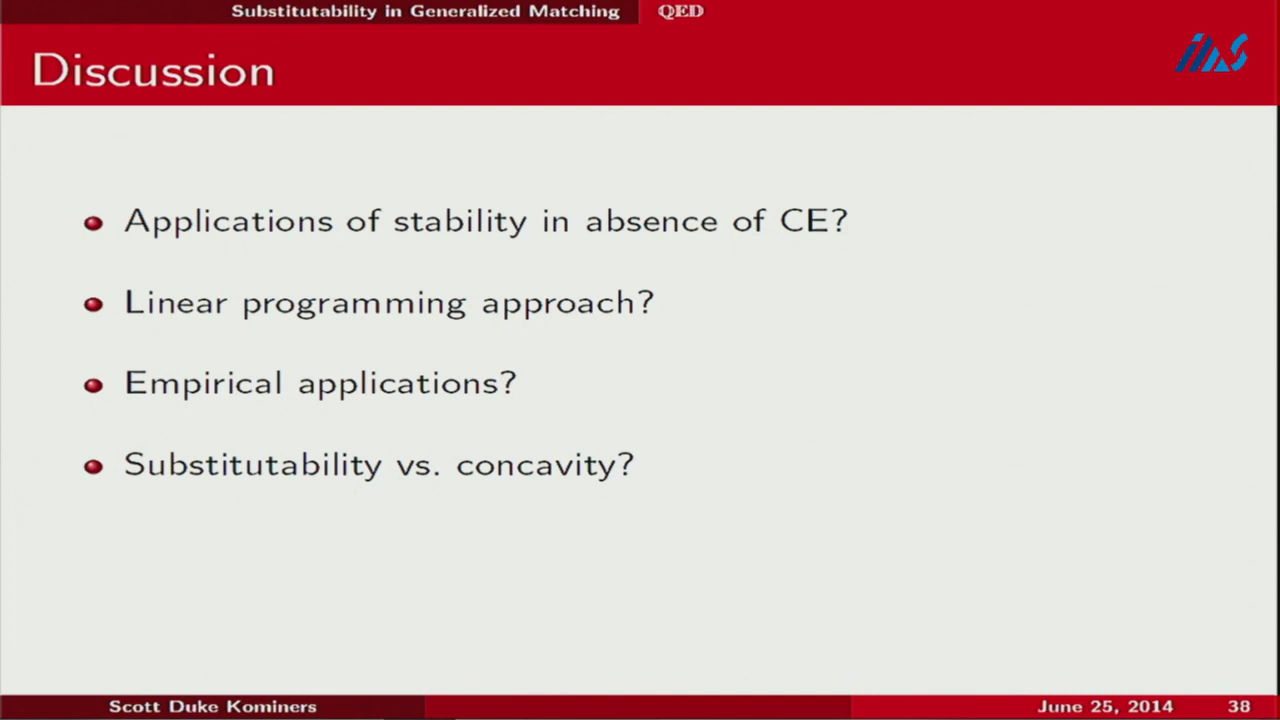 Substitutability in Generalized Matching QED
ims
Discussion
Applications of stability in absence of CE?
Linear programming approach?
Empirical applications?
Substitutability vs. concavity?
Scott Duke Kominers June 25, 2014 38